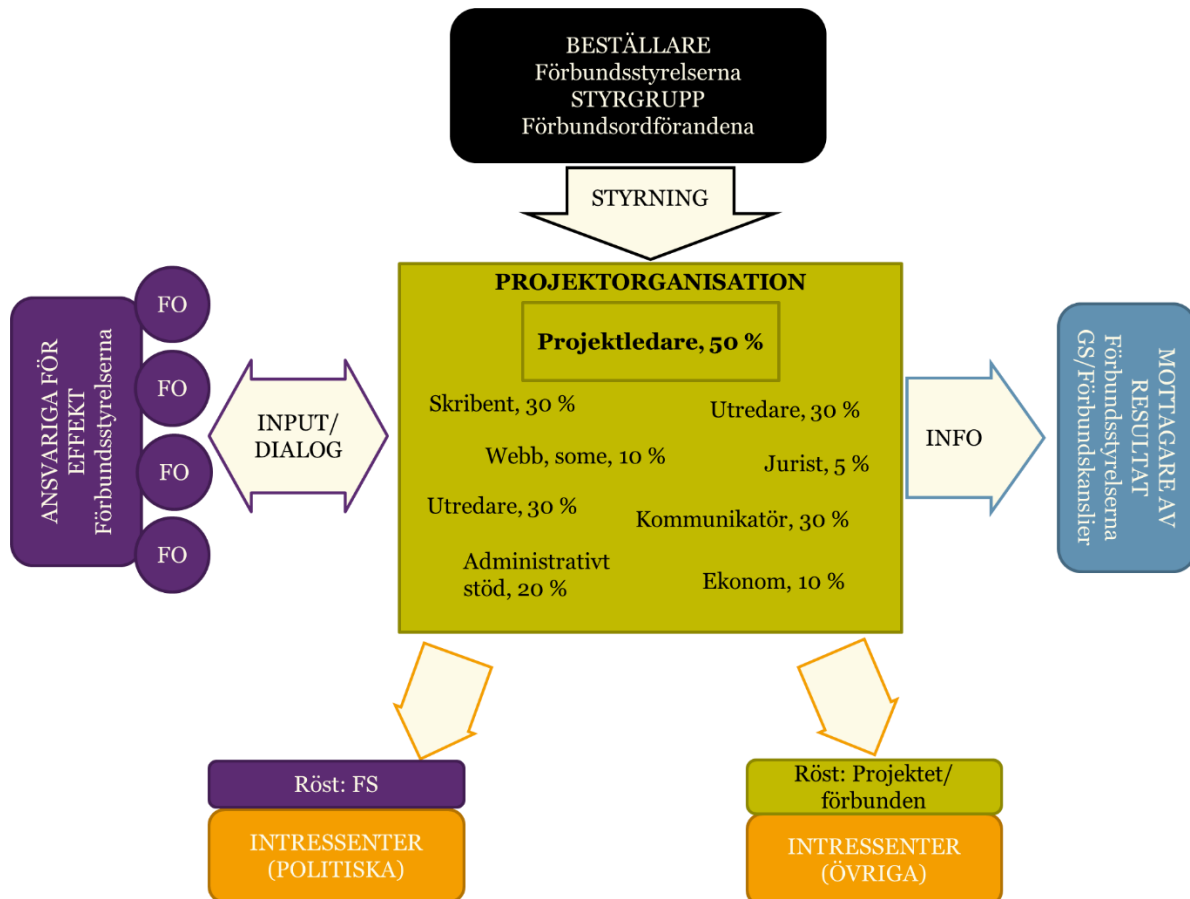 BESTÄLLARE
Förbundsstyrelserna
STYRGRUPP
Förbundsordförandena
STYRNING
PROJEKTORGANISATION
Projektledare, 50 %
Skribent, 30 %
Utredare, 30 %
Webb, some, 10 %
Jurist, 5 %
Utredare, 30 %
Kommunikatör, 30 %
Administrativt
stöd, 20 %
Ekonom, 10 %
ANSVARIGA FÖR
EFFEKT
Förbundsstyrelserna
FO
FO
FO
FO
INPUT/
DIALOG
INFO
MOTTAGARE AV
RESULTAT
Förbundsstyrelserna
GS/Förbundskanslier
Röst: FS
INTRESSENTER
(POLITISKA)
Röst: Projektet/
förbunden
INTRESSENTER
(ÖVRIGA)